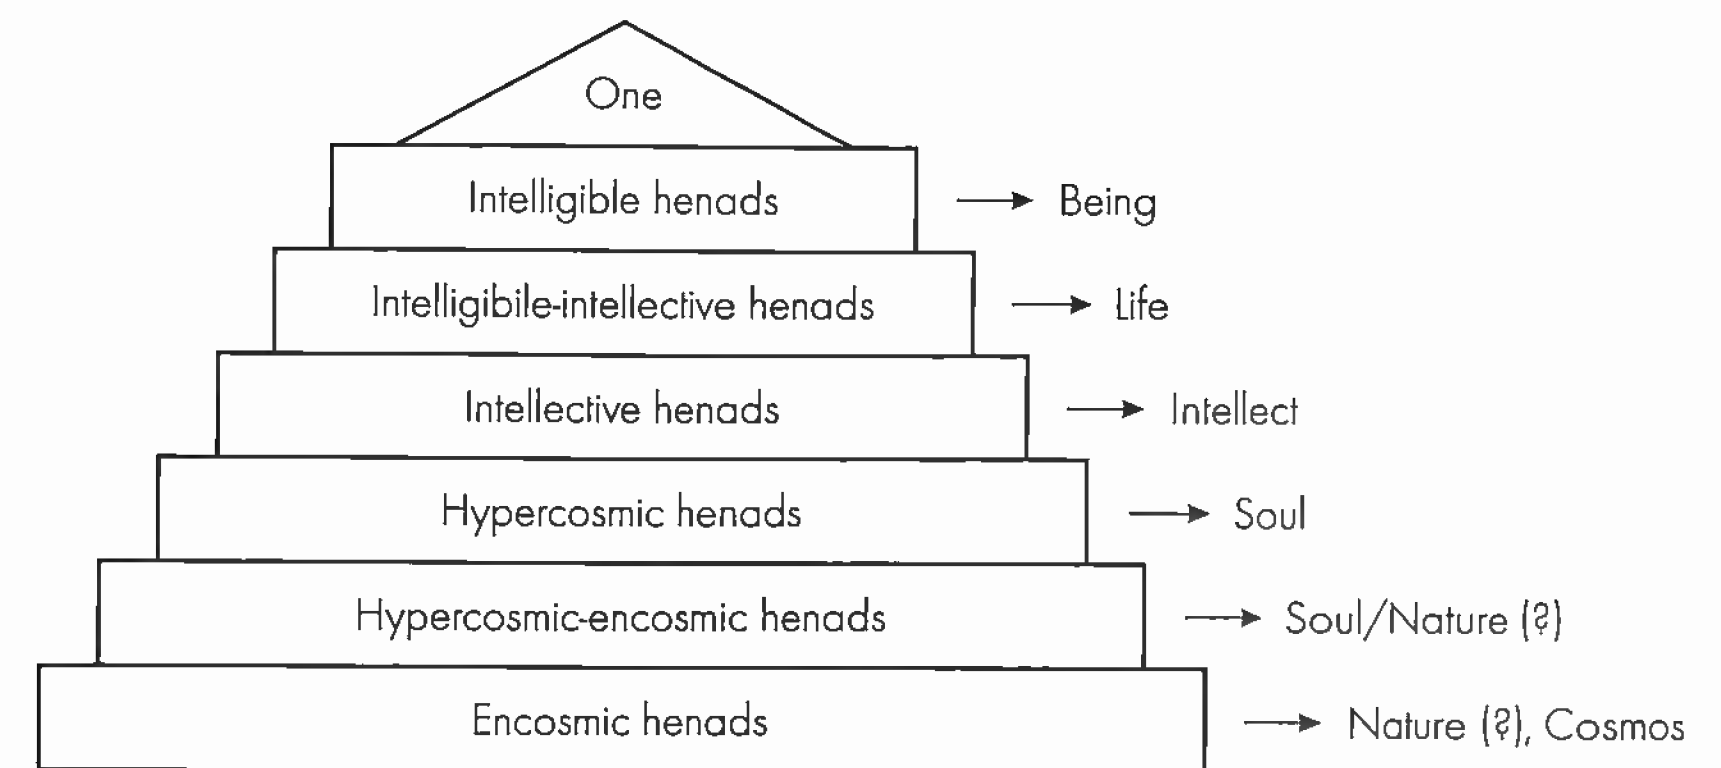 One
Intelligible henads → Being
Intelligibile-intellective henads → Life
Intellective henads → Intellect
Hypercosmic henads → Soul
Hypercosmic-encosmic henads → Soul/Nature (?)
Encosmic henads → Nature (?), Cosmos